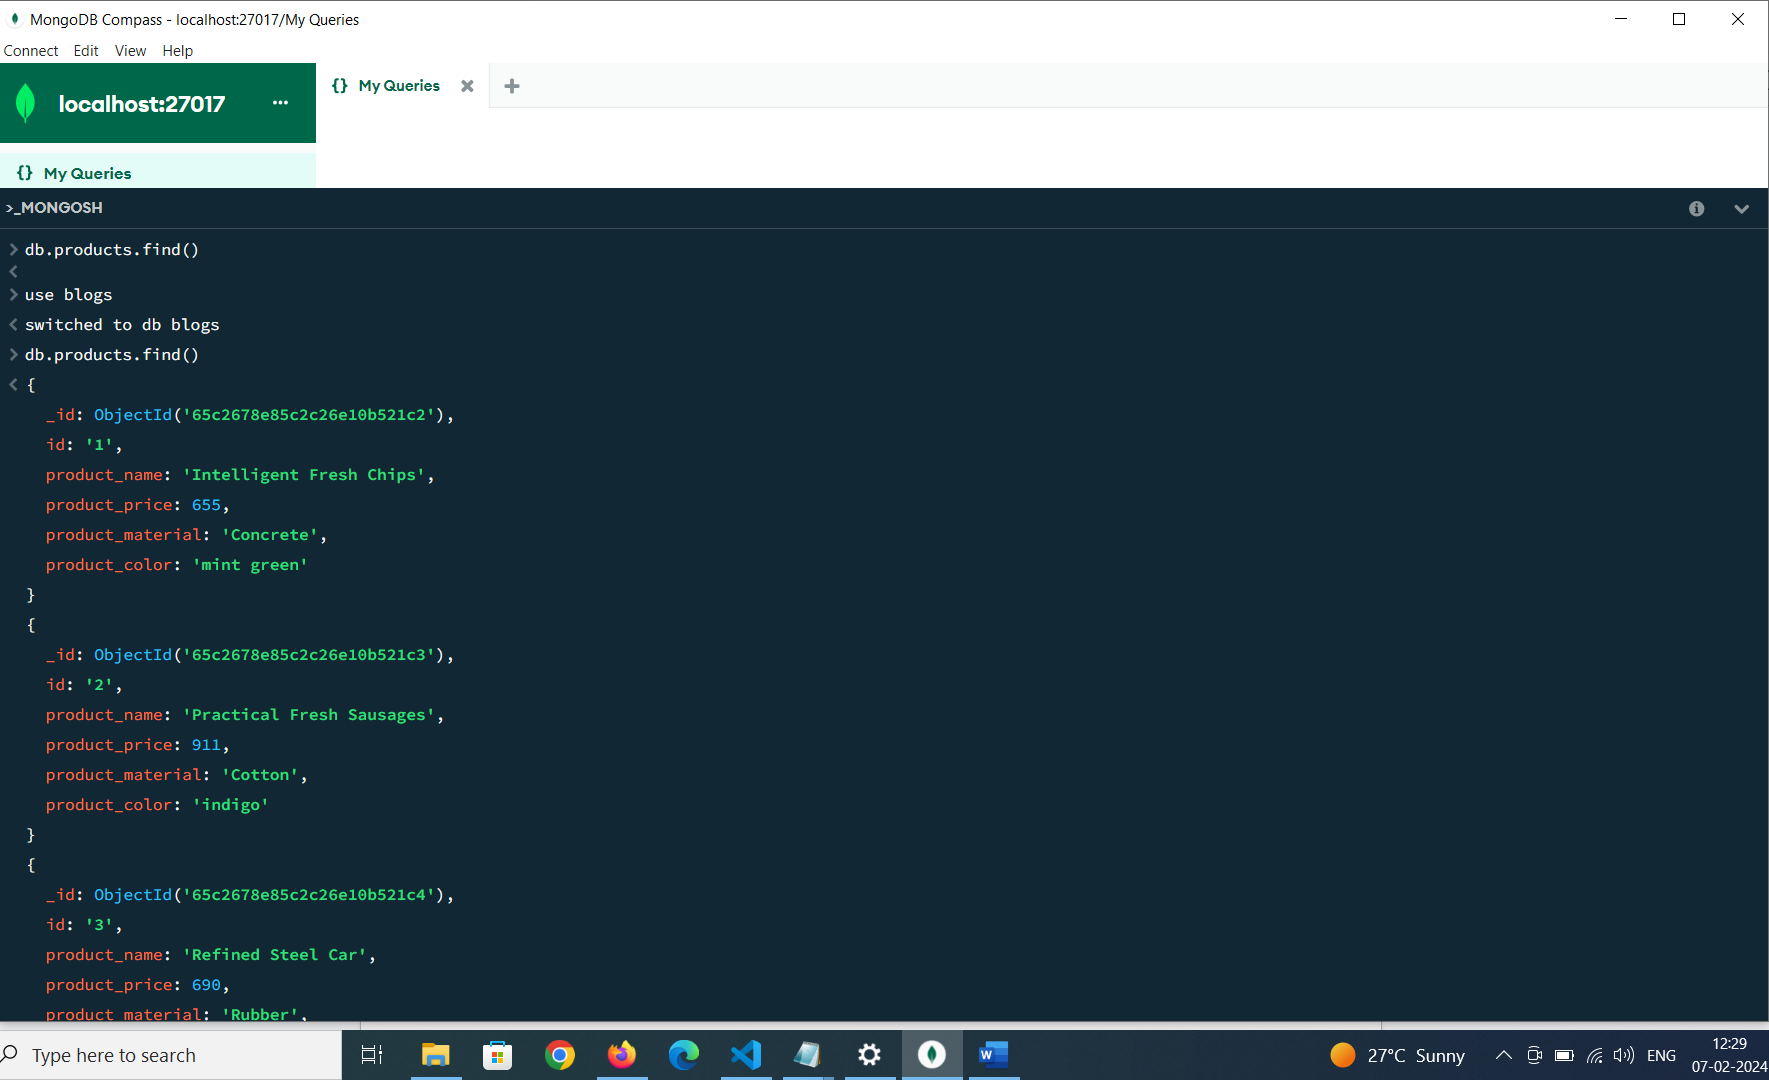 MongoDB Compass - localhost:27017/My Queries
Connect Edit View Help
localhost:27017 ...
{} My Queries
{} My Queries
>_MONGOSH
> db.products.find()
<
> use blogs
< switched to db blogs
> db.products.find()
< {
_id: ObjectId('65c2678e85c2c26e10b521c2'),
id: '1',
product_name: 'Intelligent Fresh Chips',
product_price: 655,
product_material: 'Concrete',
product_color: 'mint green'
}
{
_id: ObjectId('65c2678e85c2c26e10b521c3'),
id: '2',
product_name: 'Practical Fresh Sausages',
product_price: 911,
product_material: 'Cotton',
product_color: 'indigo'
}
{
_id: ObjectId('65c2678e85c2c26e10b521c4'),
id: '3',
product_name: 'Refined Steel Car',
product_price: 690,
product_material: 'Rubber',
Type here to search
27°C Sunny
ENG
12:29
07-02-2024